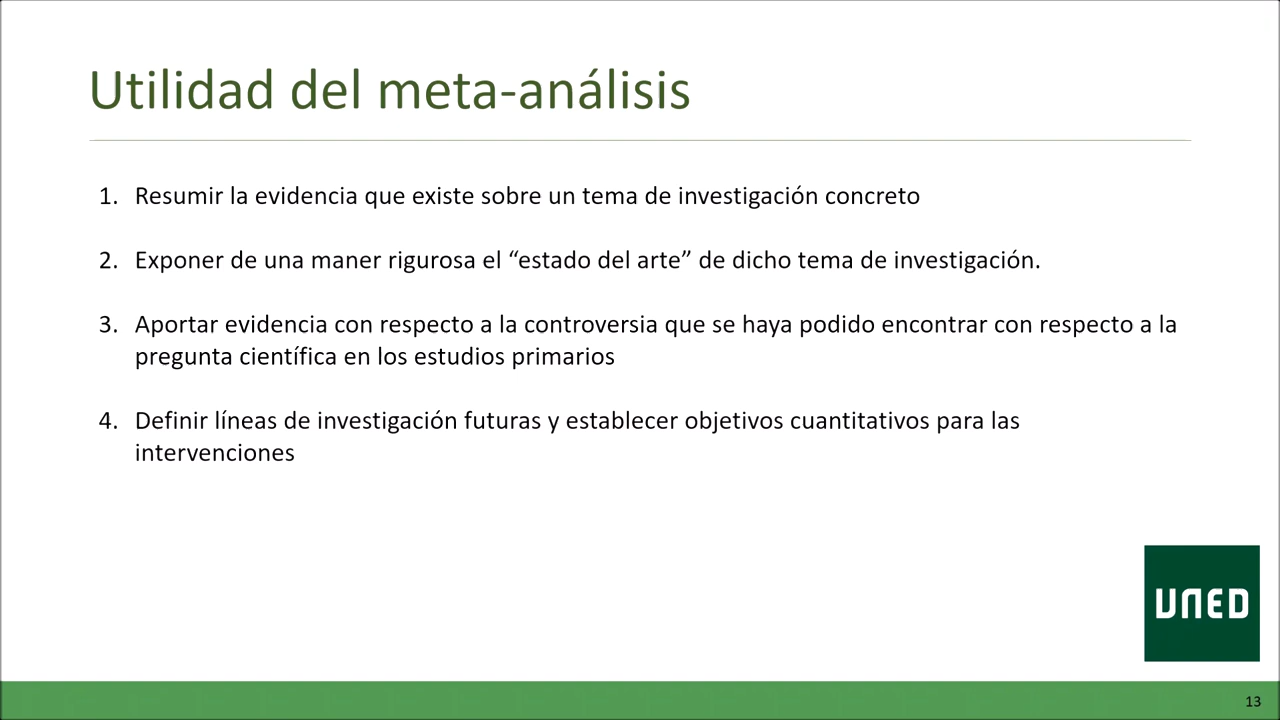 Utilidad del meta-análisis
1. Resumir la evidencia que existe sobre un tema de investigación concreto
2. Exponer de una maner rigurosa el “estado del arte” de dicho tema de investigación.
3. Aportar evidencia con respecto a la controversia que se haya podido encontrar con respecto a la
pregunta científica en los estudios primarios
4. Definir líneas de investigación futuras y establecer objetivos cuantitativos para las
intervenciones
UNED
13